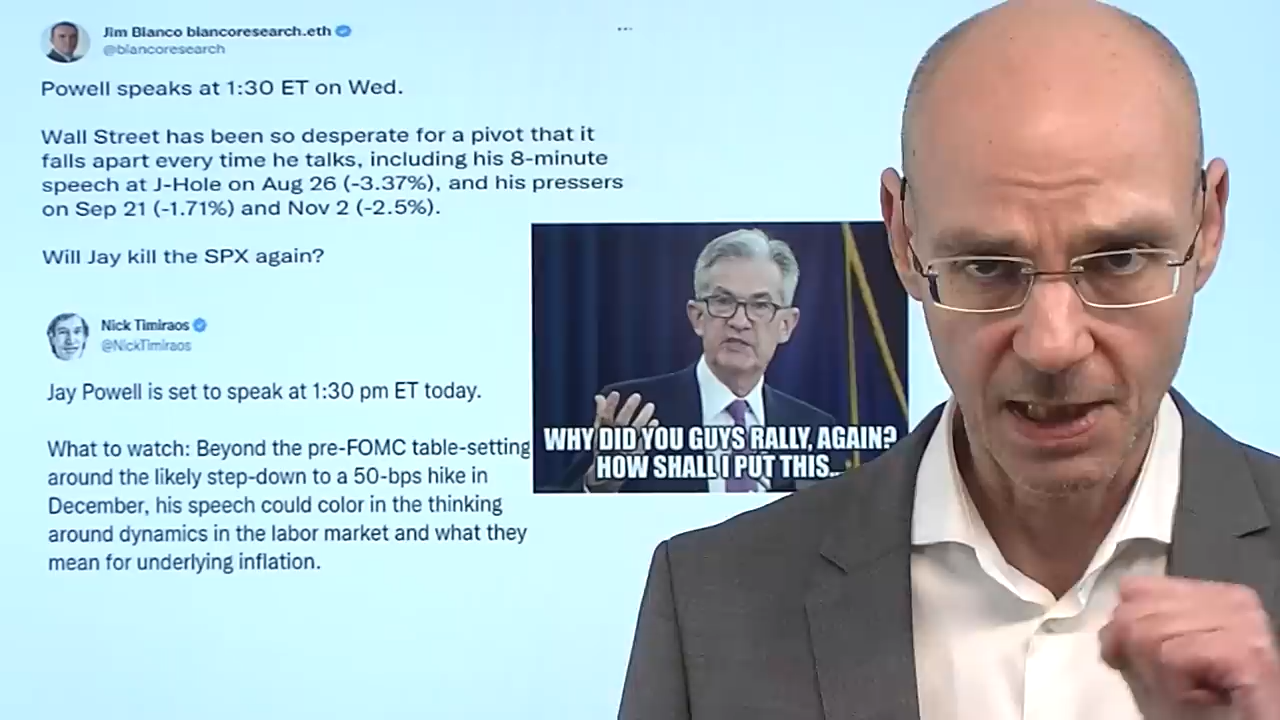 Jim Bianco biancoresearch.eth
@biancoresearch
Powell speaks at 1:30 ET on Wed.
Wall Street has been so desperate for a pivot that it
falls apart every time he talks, including his 8-minute
speech at J-Hole on Aug 26 (-3.37%), and his pressers
on Sep 21 (-1.71%) and Nov 2 (-2.5%).
Will Jay kill the SPX again?
Nick Timiraos
@NickTimiraos
Jay Powell is set to speak at 1:30 pm ET today.
What to watch: Beyond the pre-FOMC table-setting
around the likely step-down to a 50-bps hike in
December, his speech could color in the thinking
around dynamics in the labor market and what they
mean for underlying inflation.
WHY DID YOU GUYS RALLY, AGAIN?
HOW SHALL I PUT THIS...